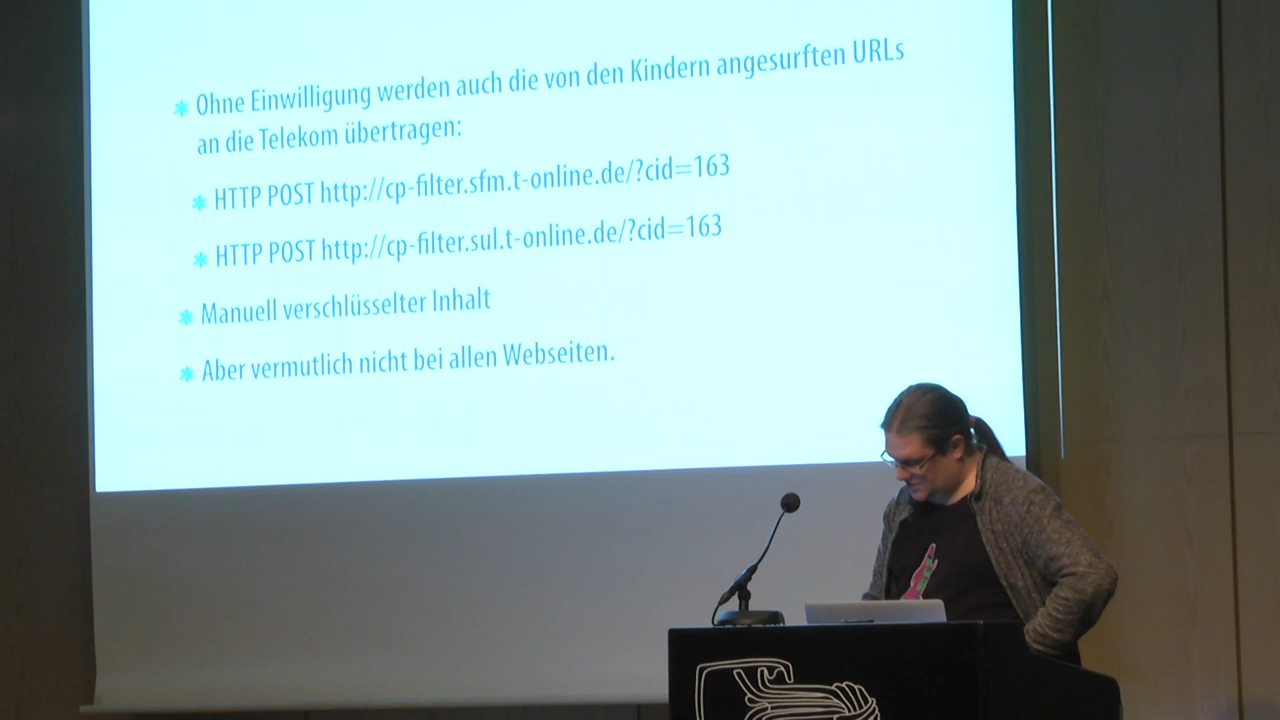 * Ohne Einwilligung werden auch die von den Kindern angesurften URLs
an die Telekom übertragen:
* HTTP POST http://cp-filter.sfm.t-online.de/?cid=163
* HTTP POST http://cp-filter.sul.t-online.de/?cid=163
* Manuell verschlüsselter Inhalt
* Aber vermutlich nicht bei allen Webseiten.